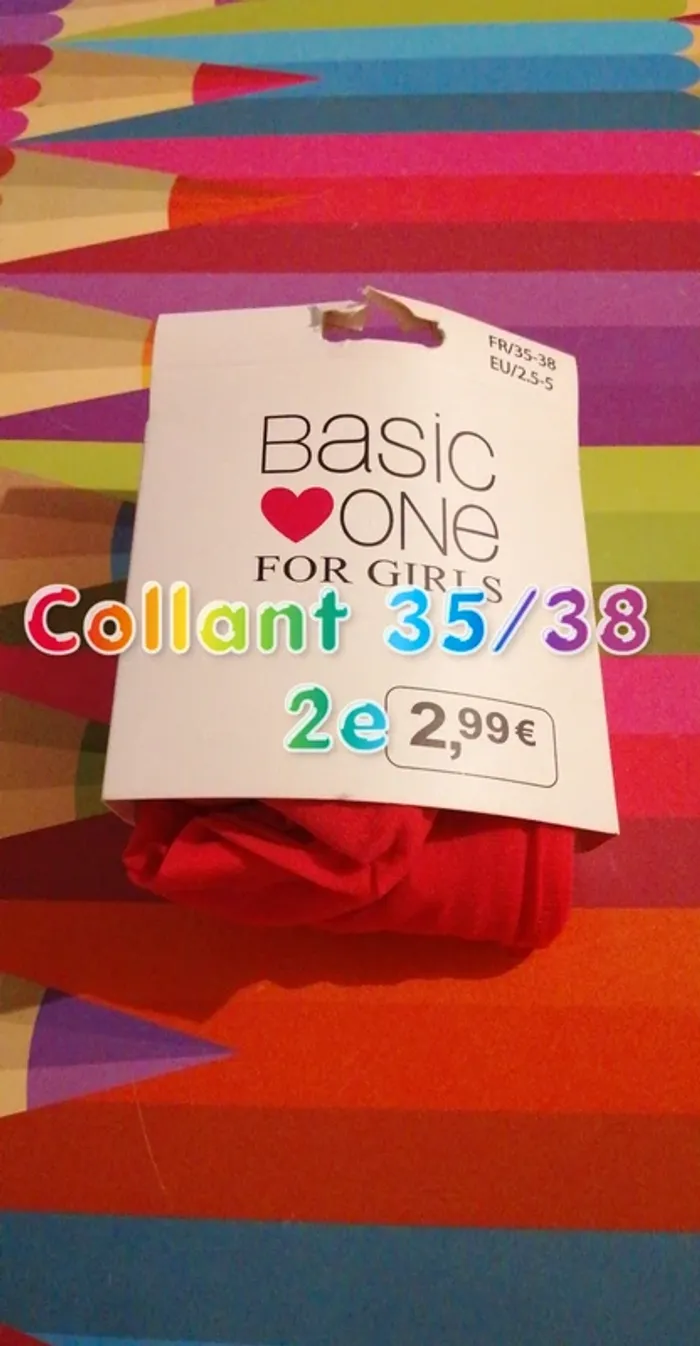 FR/35-38
EU/2.5-5
Basic
ONe
FOR GIRLS
Collant 35/38
2e
2,99€